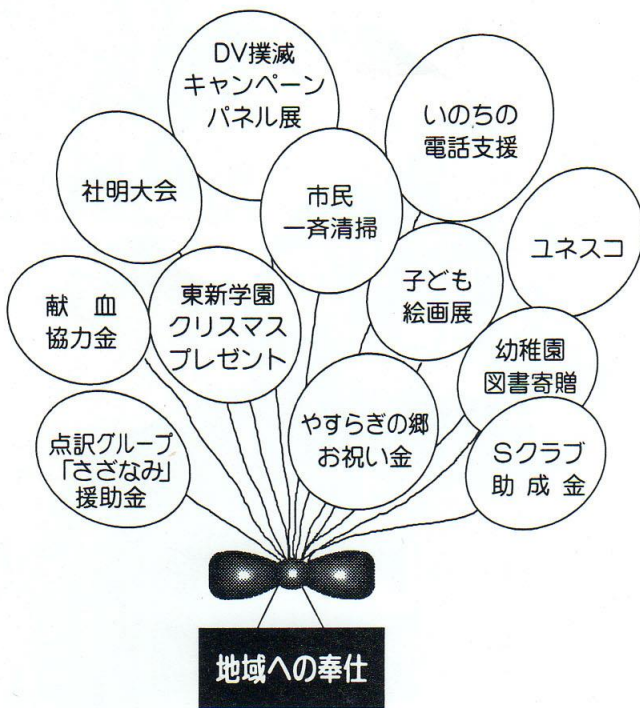 DV撲滅
キャンペーン
パネル展
いのちの
電話支援
社明大会
市民
一斉清掃
ユネスコ
献血
協力金
東新学園
クリスマス
プレゼント
子ども
絵画展
幼稚園
図書寄贈
点訳グループ
「さざなみ」
援助金
やすらぎの郷
お祝い金
Sクラブ
助成金
地域への奉仕